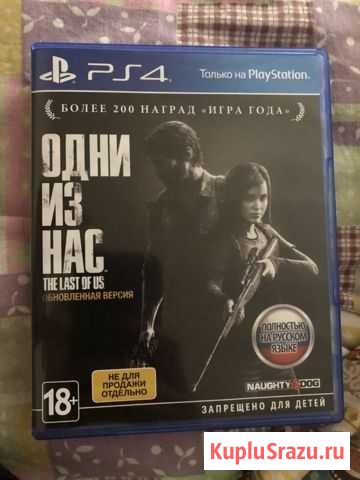 PS4
Только на PlayStation.
БОЛЕЕ 200 НАГРАД «ИГРА ГОДА»
ОДНИ
ИЗ
НАС
THE LAST OF US
ОБНОВЛЕННАЯ ВЕРСИЯ
ПОЛНОСТЬЮ
НА РУССКОМ
ЯЗЫКЕ
НЕ ДЛЯ
ПРОДАЖИ
ОТДЕЛЬНО
NAUGHTY DOG
18+
ЗАПРЕЩЕНО ДЛЯ ДЕТЕЙ
KupluSrazu.ru